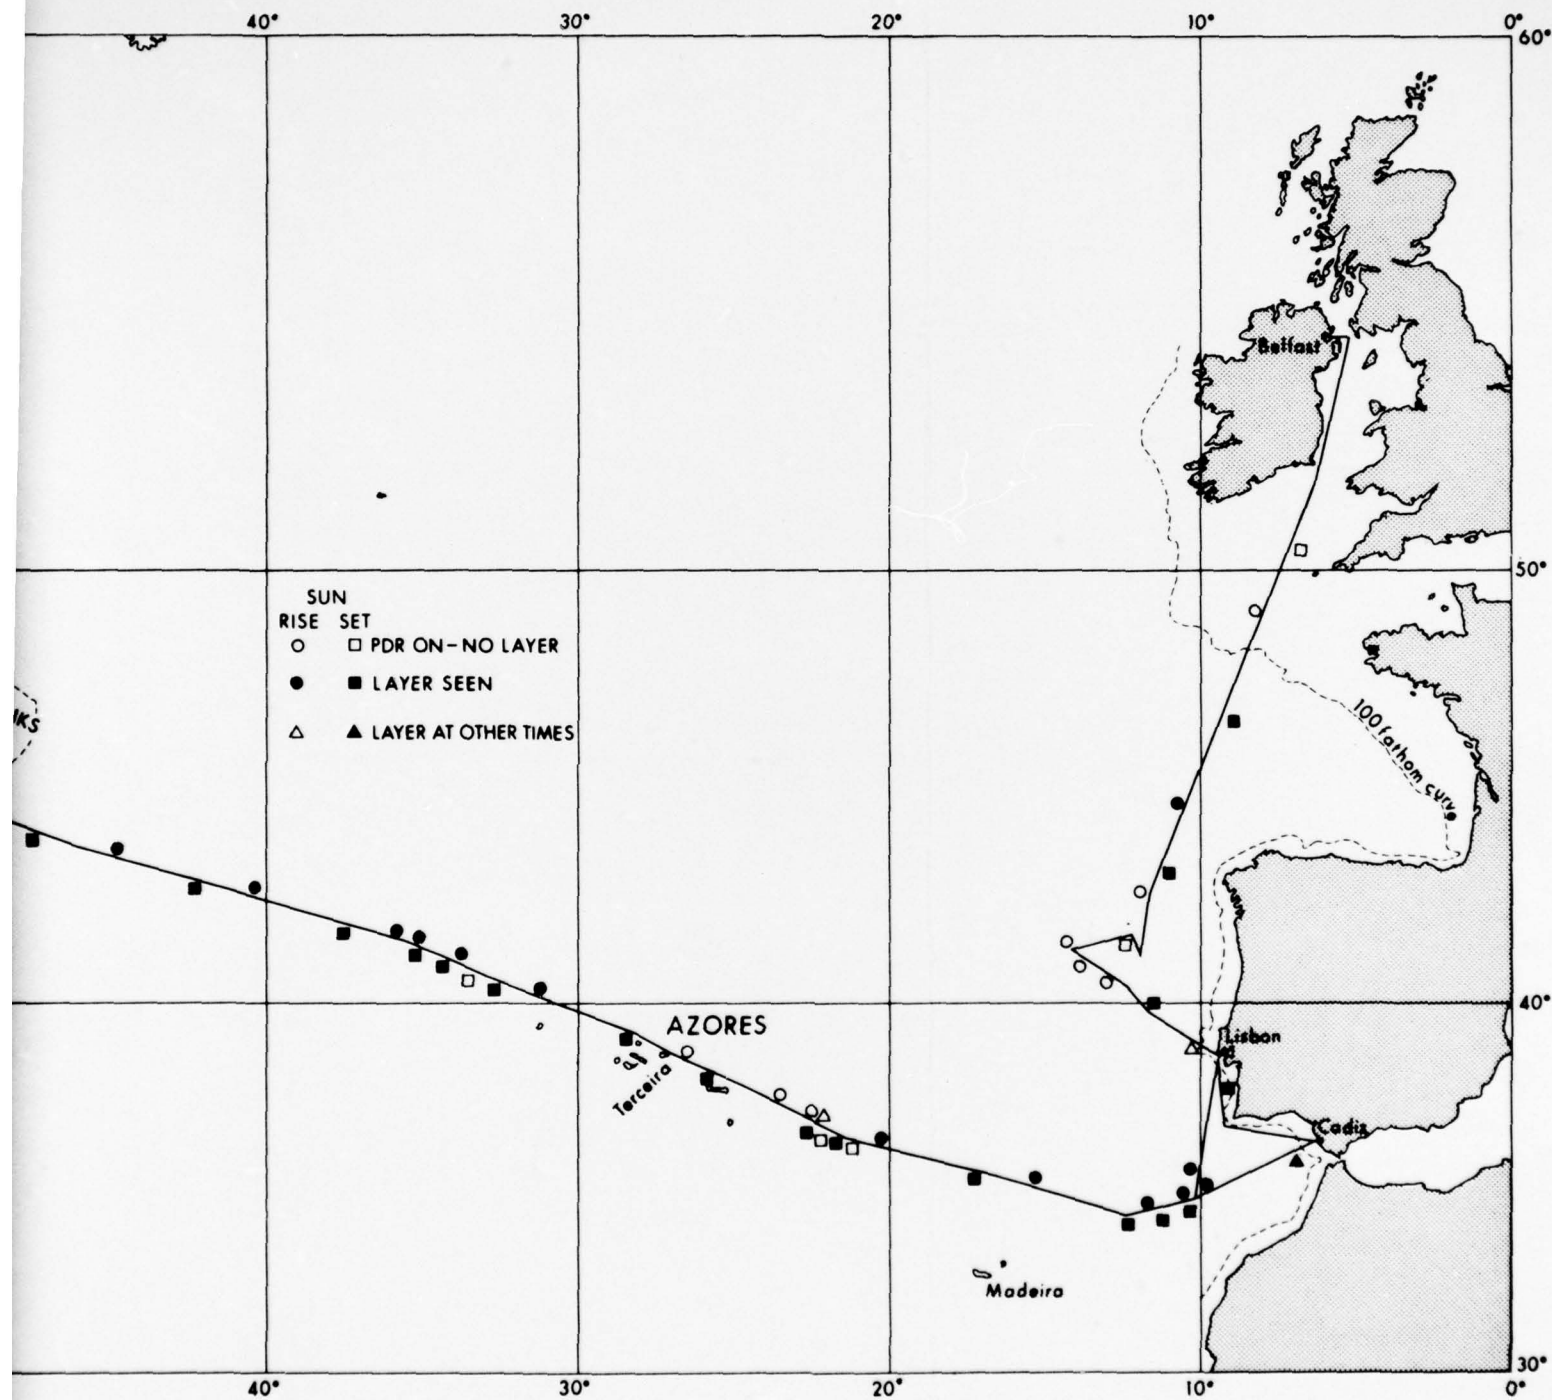 40° 30° 20° 10° 0°
60°
Belfast
50°
SUN
RISE SET
PDR ON-NO LAYER
LAYER SEEN
LAYER AT OTHER TIMES
NKS
100 fathom curve
40°
AZORES
Lisbon
Terceira
Cadiz
Madeira
30°
40° 30° 20° 10° 0°